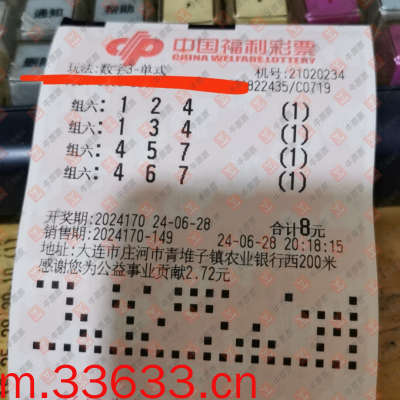 中国福利彩票
CHINA WELFARE LOTTERY
玩法:数字3-单式 机号:21020234
822435/C0719
组六: 1 2 4 (1)
组六: 1 3 4 (1)
组六: 4 5 7 (1)
组六: 4 6 7 (1)
开奖期:2024170 24-06-28 合计8元
销售期:2024170-149 24-06-28 20:18:15
地址:大连市庄河市青堆子镇农业银行西200米
感谢您为公益事业贡献2.72元
m.33633.cn